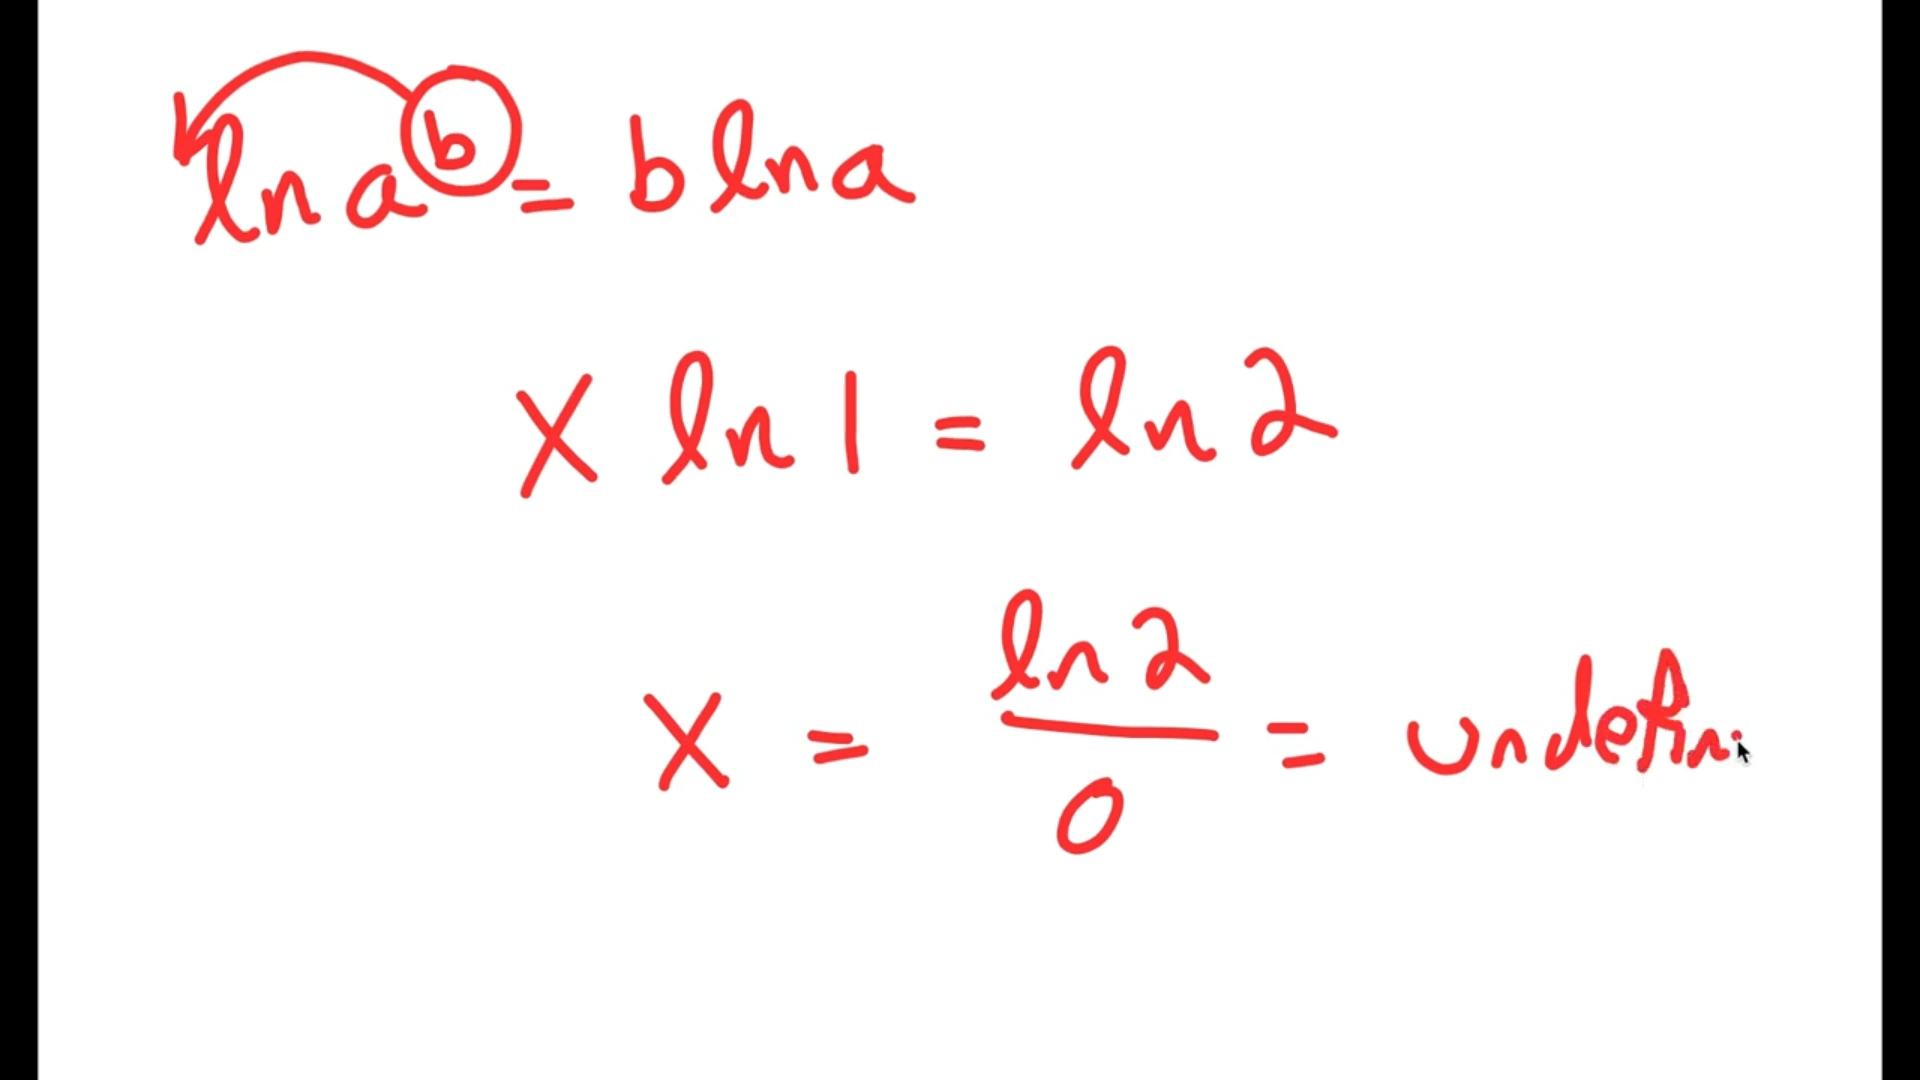 ln a^b = b ln a
x ln 1 = ln 2
x = ln 2 / 0 = undefin